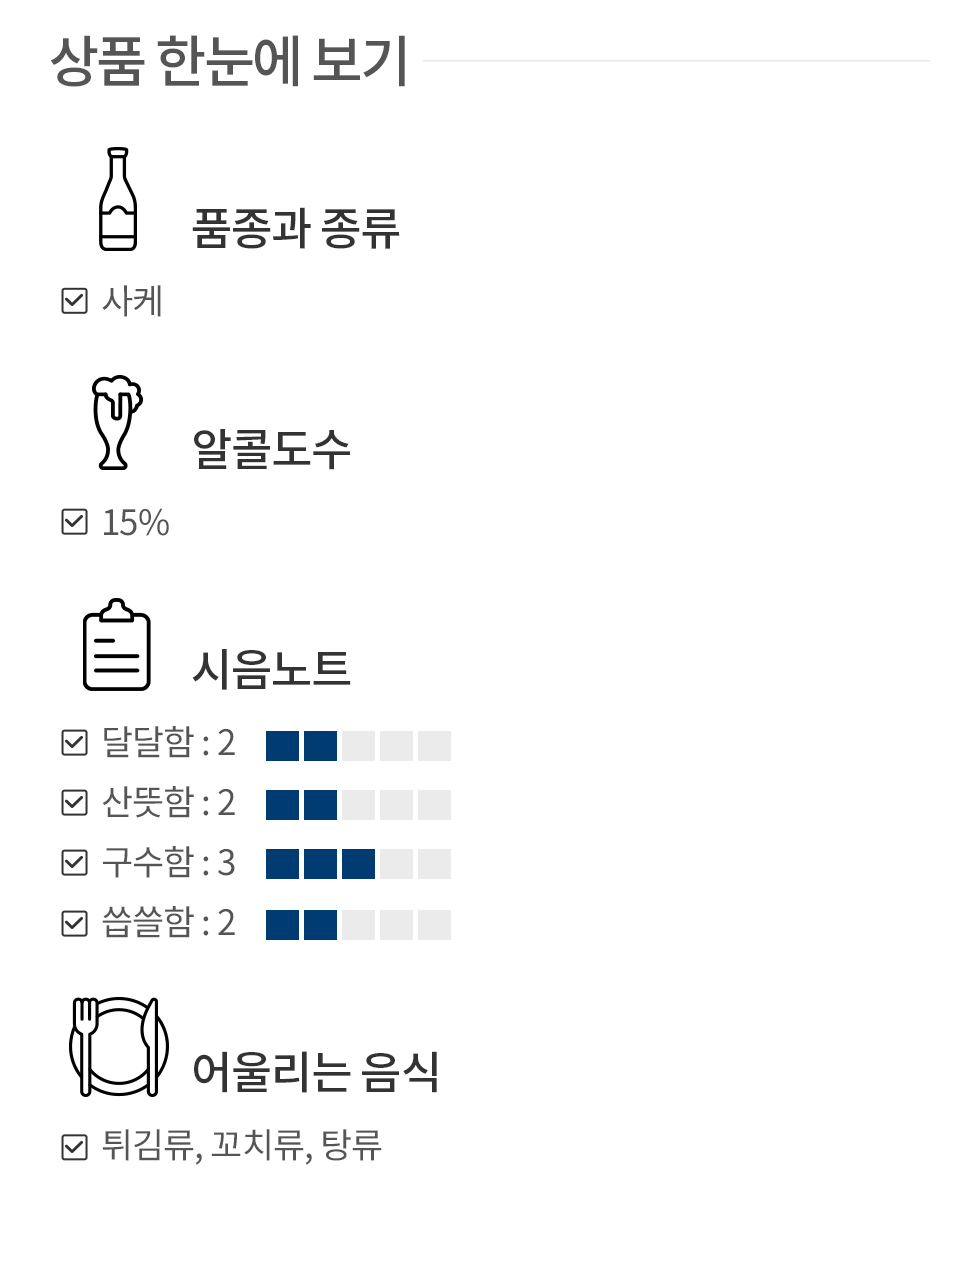 상품 한눈에 보기
품종과 종류
사케
알콜도수
15%
시음노트
달달함 : 2
산뜻함 : 2
구수함 : 3
씁쓸함 : 2
어울리는 음식
튀김류, 꼬치류, 탕류